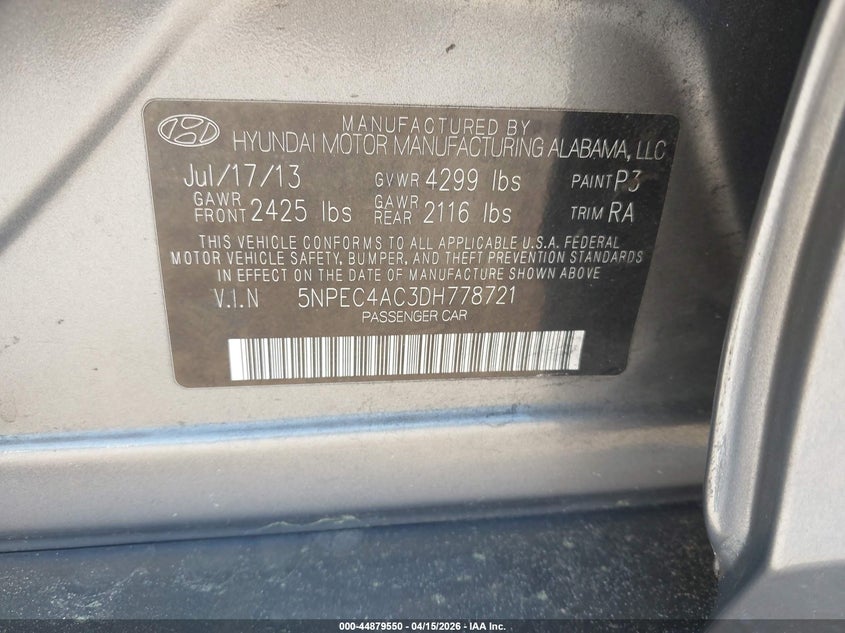 MANUFACTURED BY
HYUNDAI MOTOR MANUFACTURING ALABAMA, LLC
Jul/17/13 GVWR 4299 lbs PAINT P3
GAWR FRONT 2425 lbs GAWR REAR 2116 lbs TRIM RA
THIS VEHICLE CONFORMS TO ALL APPLICABLE U.S.A. FEDERAL
MOTOR VEHICLE SAFETY, BUMPER, AND THEFT PREVENTION STANDARDS
IN EFFECT ON THE DATE OF MANUFACTURE SHOWN ABOVE
V.I.N 5NPEC4AC3DH778721
PASSENGER CAR
000-44879550 - 04/15/2026 - IAA Inc.